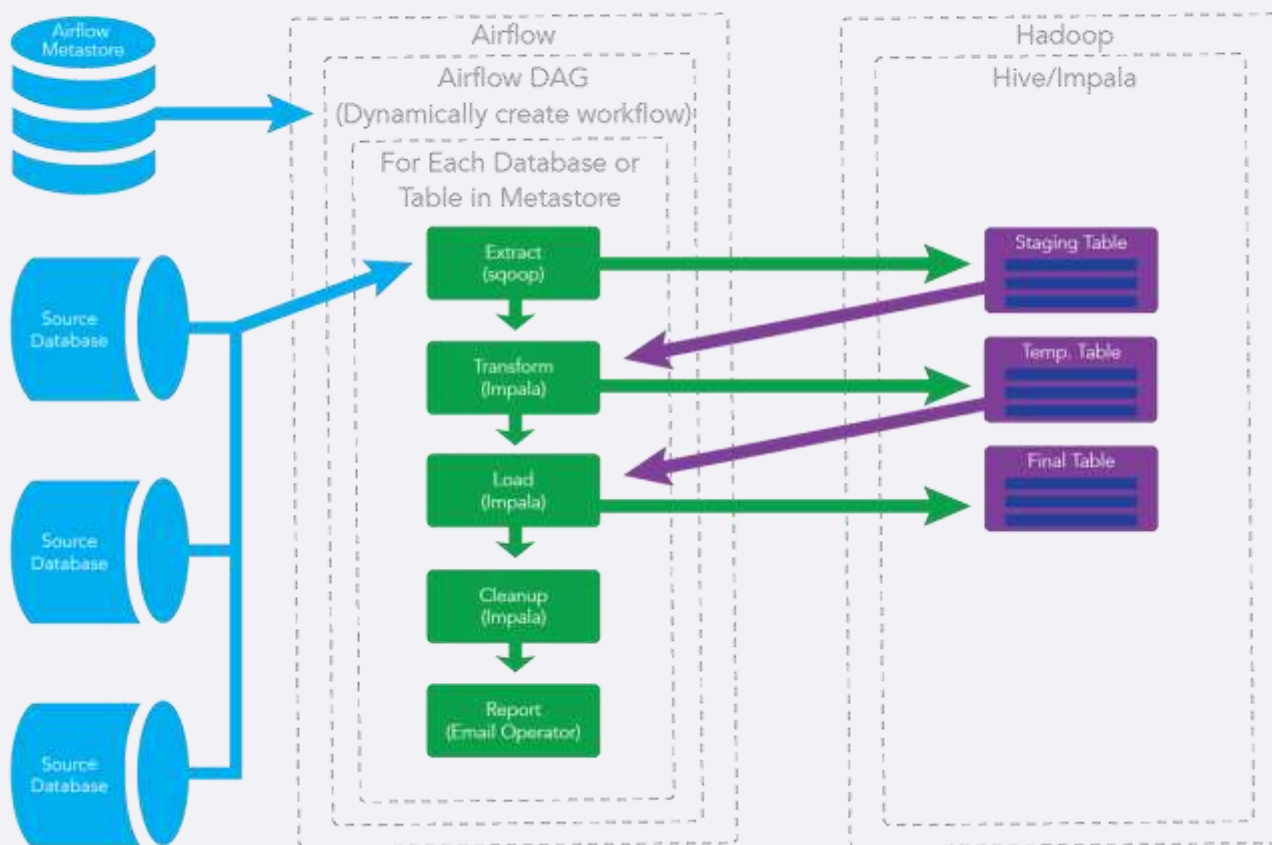 Airflow
Metastore
Airflow
Airflow DAG
(Dynamically create workflow)
For Each Database or
Table in Metastore
Hadoop
Hive/Impala
Source
Database
Source
Database
Source
Database
Extract
(sqoop)
Transform
(Impala)
Load
(Impala)
Cleanup
(Impala)
Report
(Email Operator)
Staging Table
Temp. Table
Final Table